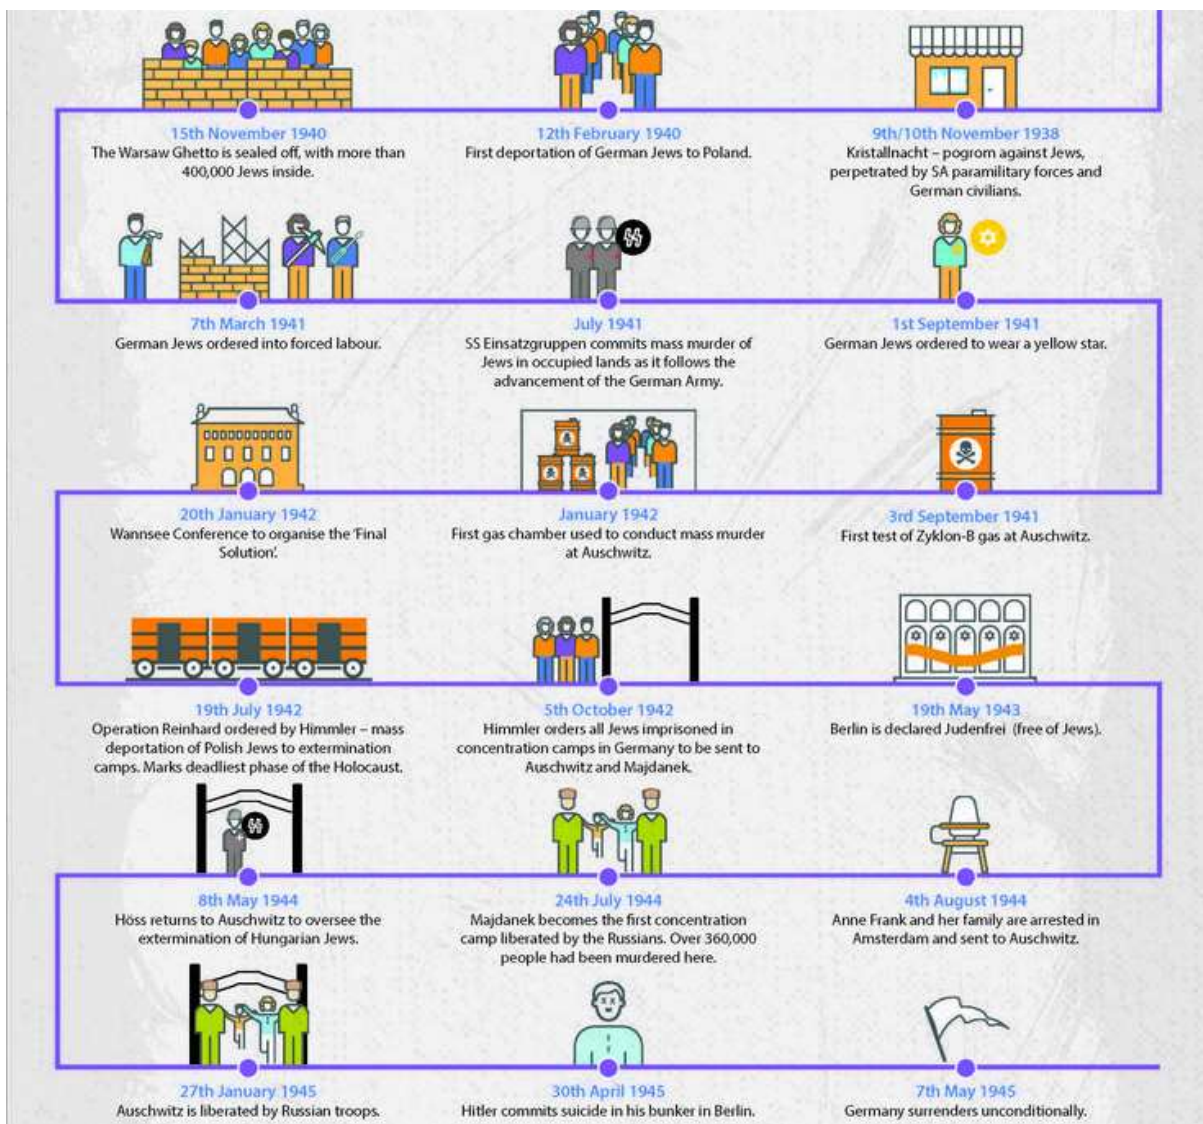 15th November 1940
The Warsaw Ghetto is sealed off, with more than
400,000 Jews inside.
12th February 1940
First deportation of German Jews to Poland.
9th/10th November 1938
Kristallnacht – pogrom against Jews,
perpetrated by SA paramilitary forces and
German civilians.
7th March 1941
German Jews ordered into forced labour.
July 1941
SS Einsatzgruppen commits mass murder of
Jews in occupied lands as it follows the
advancement of the German Army.
1st September 1941
German Jews ordered to wear a yellow star.
20th January 1942
Wannsee Conference to organise the 'Final
Solution'.
January 1942
First gas chamber used to conduct mass murder
at Auschwitz.
3rd September 1941
First test of Zyklon-B gas at Auschwitz.
19th July 1942
Operation Reinhard ordered by Himmler – mass
deportation of Polish Jews to extermination
camps. Marks deadliest phase of the Holocaust.
5th October 1942
Himmler orders all Jews imprisoned in
concentration camps in Germany to be sent to
Auschwitz and Majdanek.
19th May 1943
Berlin is declared Judenfrei (free of Jews).
8th May 1944
Höss returns to Auschwitz to oversee the
extermination of Hungarian Jews.
24th July 1944
Majdanek becomes the first concentration
camp liberated by the Russians. Over 360,000
people had been murdered here.
4th August 1944
Anne Frank and her family are arrested in
Amsterdam and sent to Auschwitz.
27th January 1945
Auschwitz is liberated by Russian troops.
30th April 1945
Hitler commits suicide in his bunker in Berlin.
7th May 1945
Germany surrenders unconditionally.